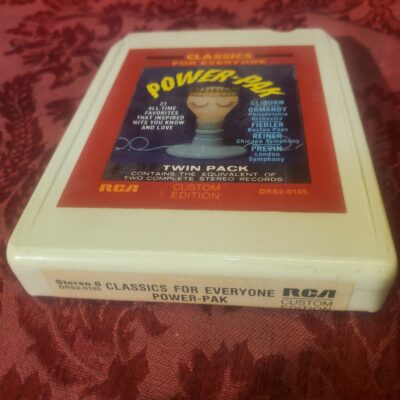 CLASSICS
FOR EVERYONE
POWER-PAK
21
ALL-TIME
FAVORITES
THAT INSPIRED
HITS YOU KNOW
AND LOVE
CLIBURN
ORMANDY
Philadelphia
Orchestra
FIEDLER
Boston Pops
REINER
Chicago Symphony
PREVIN
London
Symphony
TWIN PACK
CONTAINS THE EQUIVALENT OF
TWO COMPLETE STEREO RECORDS
RCA CUSTOM EDITION DRS2-0105
Stereo 8
DRS2-0105
CLASSICS FOR EVERYONE
POWER-PAK
RCA
CUSTOM
EDITION